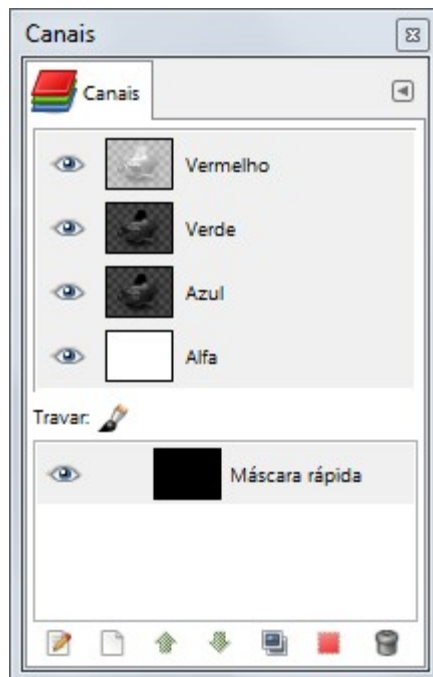 Canais
Canais
Vermelho
Verde
Azul
Alfa
Travar:
Máscara rápida